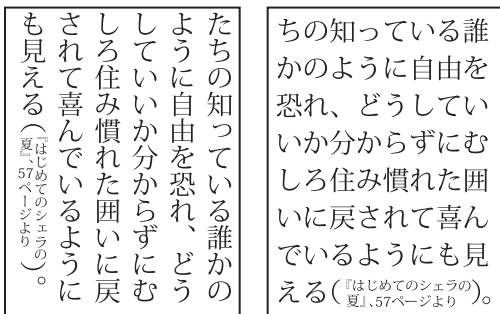 たちの知っている誰かの
ように自由を恐れ、どう
していいか分からずにむ
しろ住み慣れた囲いに戻
されて喜んでいるように
も見える(『はじめてのシェラの
夏』、57ページより)。
ちの知っている誰
かのように自由を
恐れ、どうしてい
いか分からずにむ
しろ住み慣れた囲
いに戻されて喜ん
でいるようにも見
える(『はじめてのシェラの
夏』、57ページより)。